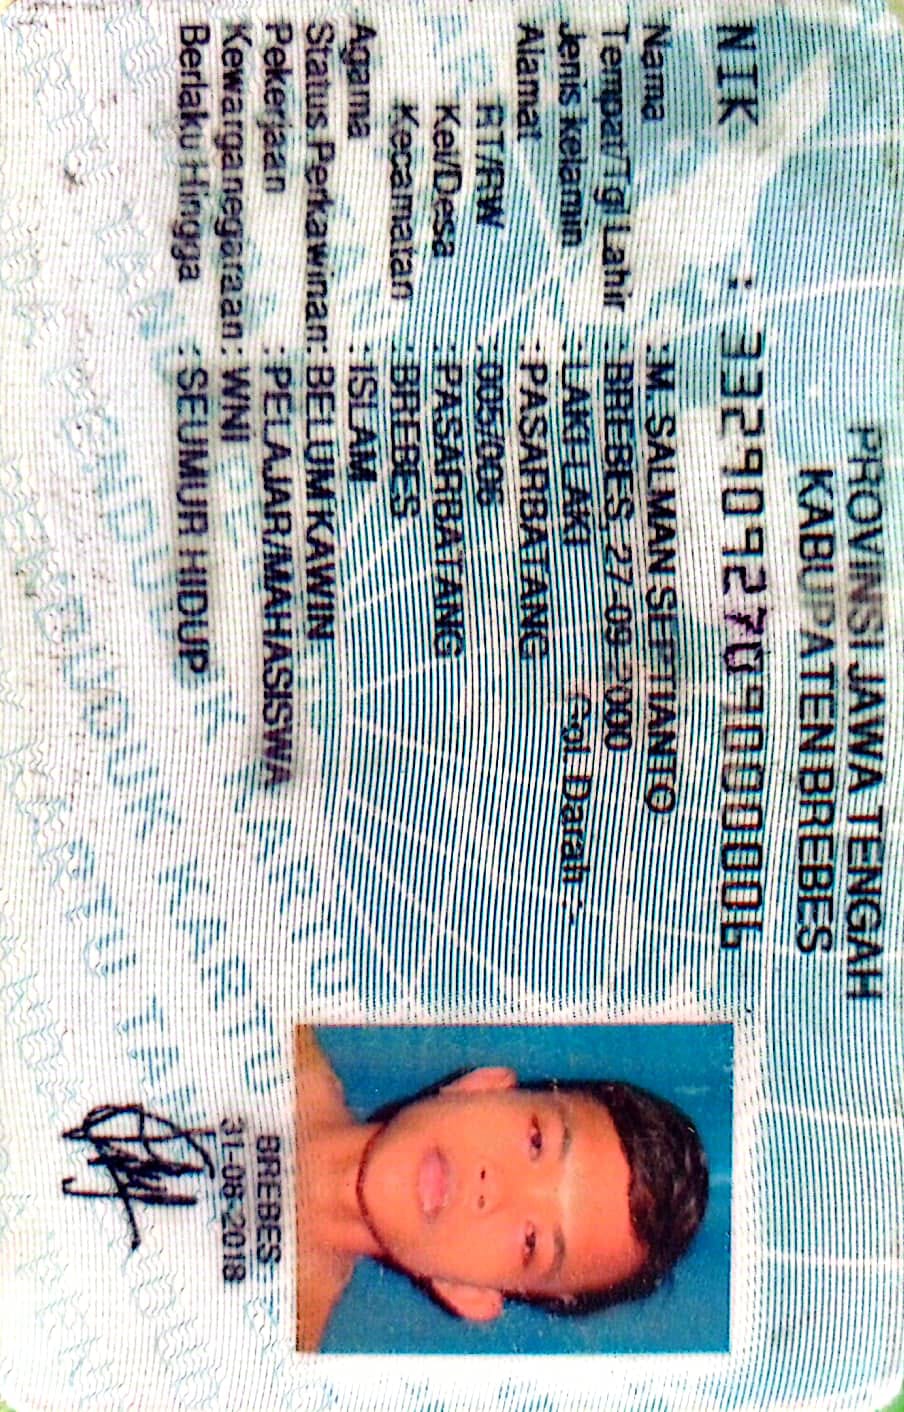 PROVINSI JAWA TENGAH
KABUPATEN BREBES
NIK : 3329092709000006
Nama : M. SALMAN SEPTIANTO
Tempat/Tgl Lahir : BREBES, 27-09-2000
Jenis kelamin : LAKI-LAKI Gol. Darah :-
Alamat : PASARBATANG
RT/RW :
Kel/Desa : PASARBATANG
Kecamatan : BREBES
Agama : ISLAM
Status Perkawinan: BELUM KAWIN
Pekerjaan : PELAJAR/MAHASISWA
Kewarganegaraan : WNI
Berlaku Hingga : SEUMUR HIDUP
BREBES
31-08-2018